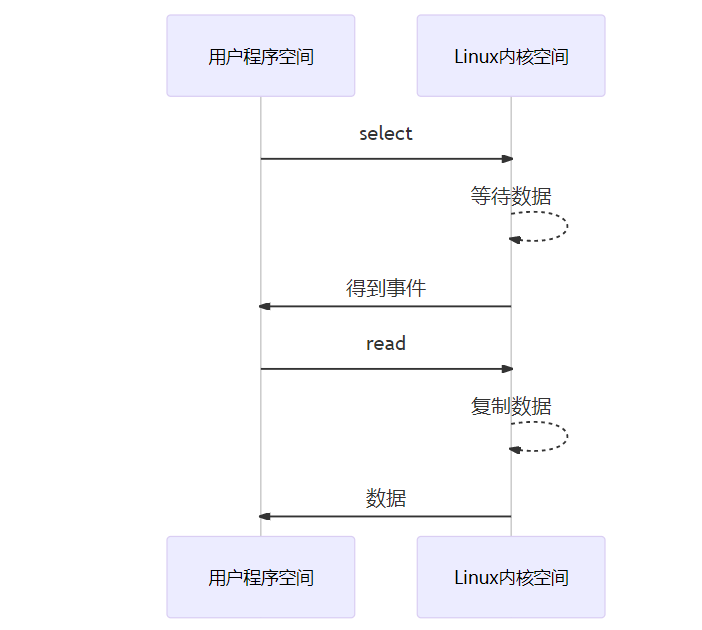 用户程序空间
Linux内核空间
select
等待数据
得到事件
read
复制数据
数据
用户程序空间
Linux内核空间